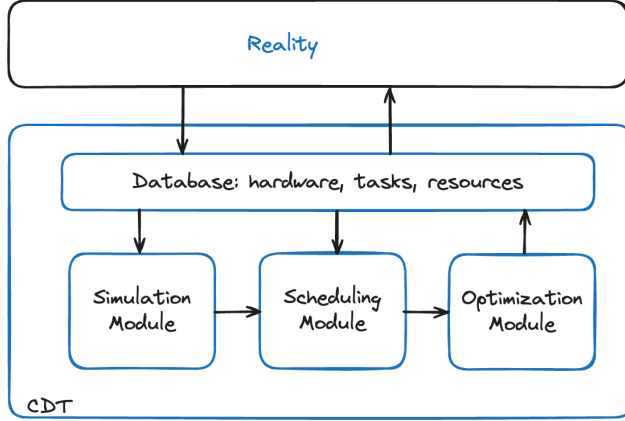 Reality
Database: hardware, tasks, resources
Simulation
Module
Scheduling
Module
Optimization
Module
CDT